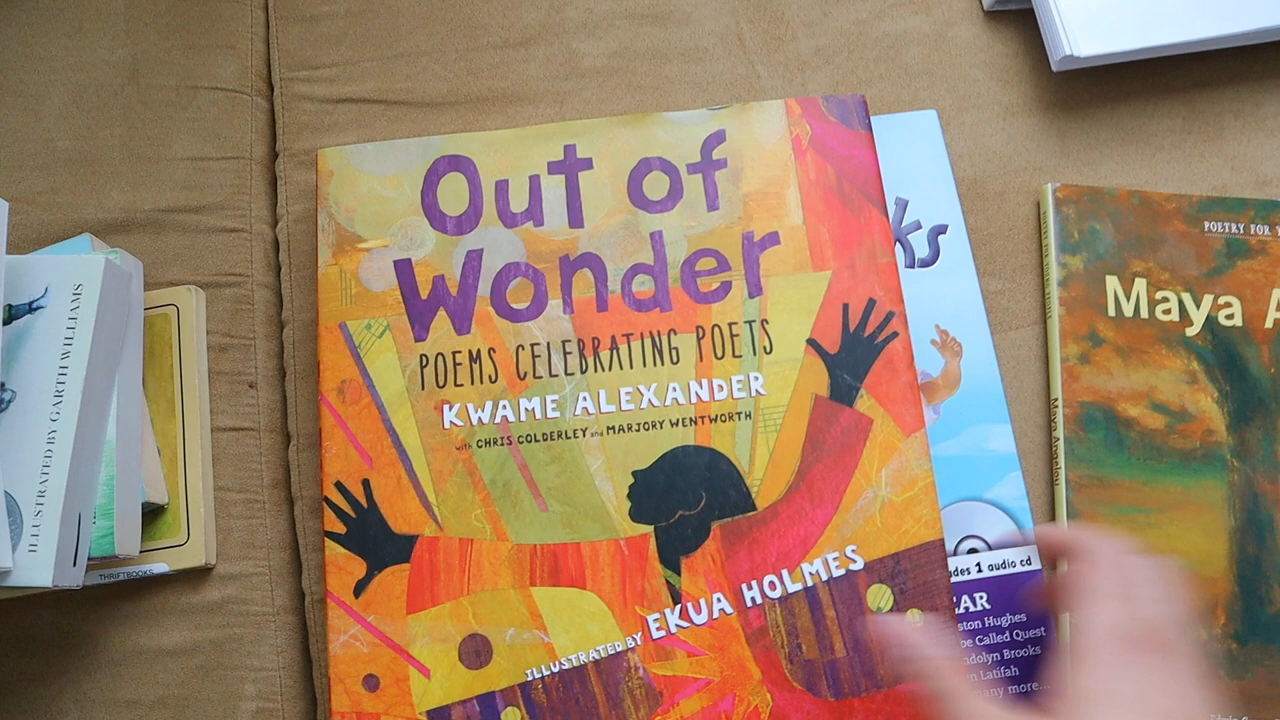 Out of
Wonder
POEMS CELEBRATING POETS
KWAME ALEXANDER
with CHRIS COLDERLEY and MARJORY WENTWORTH
ILLUSTRATED BY EKUA HOLMES
ks
des 1 audio cd
EAR
ston Hughes
be Called Quest
ndolyn Brooks
en Latifah
many more...
POETRY FOR Y
Maya A
Maya Angelou
ILLUSTRATED BY GARTH WILLIAMS
THRIFTBOOKS